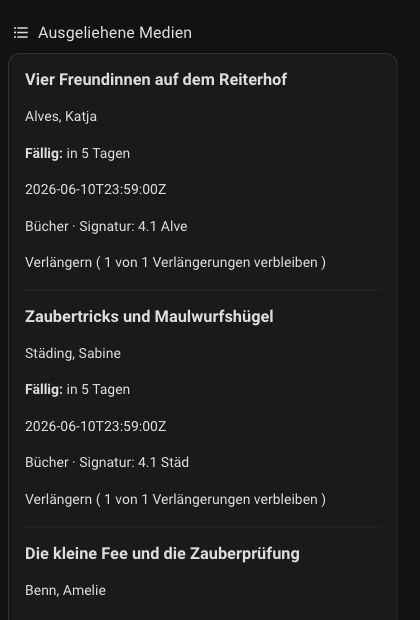 Ausgeliehene Medien
Vier Freundinnen auf dem Reiterhof
Alves, Katja
Fällig: in 5 Tagen
2026-06-10T23:59:00Z
Bücher · Signatur: 4.1 Alve
Verlängern ( 1 von 1 Verlängerungen verbleiben )
Zaubertricks und Maulwurfshügel
Städing, Sabine
Fällig: in 5 Tagen
2026-06-10T23:59:00Z
Bücher · Signatur: 4.1 Städ
Verlängern ( 1 von 1 Verlängerungen verbleiben )
Die kleine Fee und die Zauberprüfung
Benn, Amelie